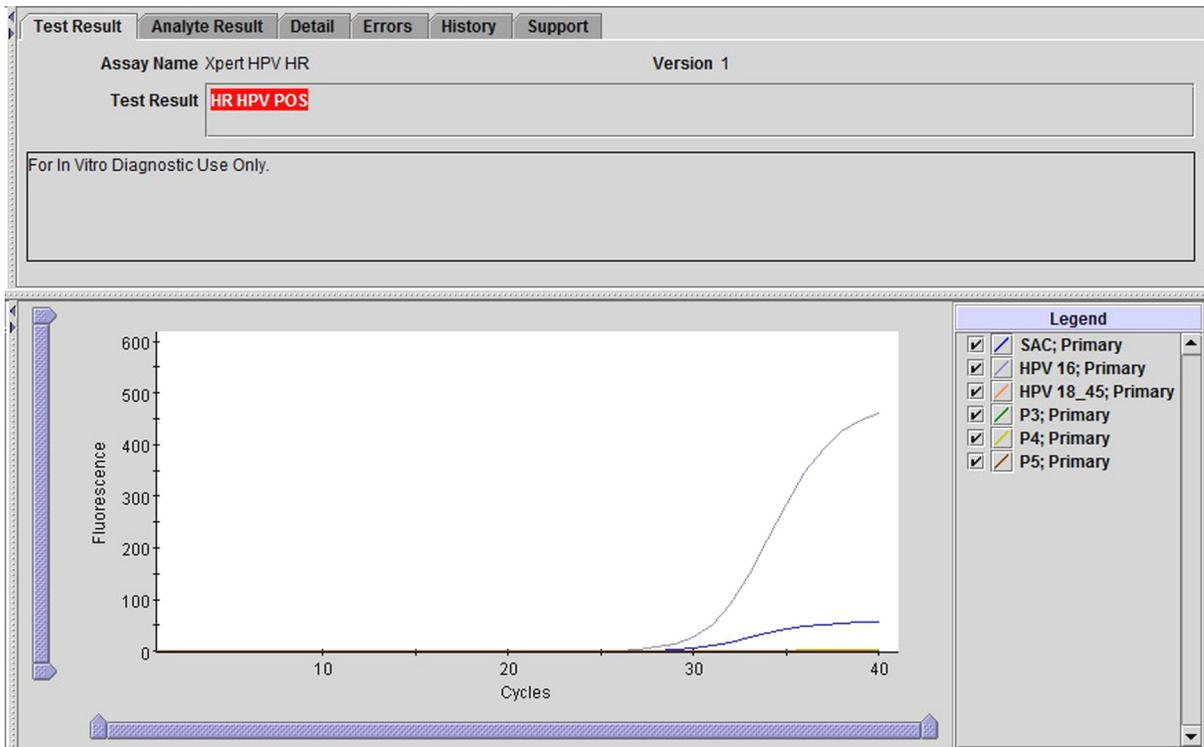 Test Result Analyte Result Detail Errors History Support
Assay Name Xpert HPV HR Version 1
Test Result HR HPV POS
For In Vitro Diagnostic Use Only.
600
500
400
300
200
100
0
Fluorescence
10 20 30 40
Cycles
Legend
SAC; Primary
HPV 16; Primary
HPV 18_45; Primary
P3; Primary
P4; Primary
P5; Primary